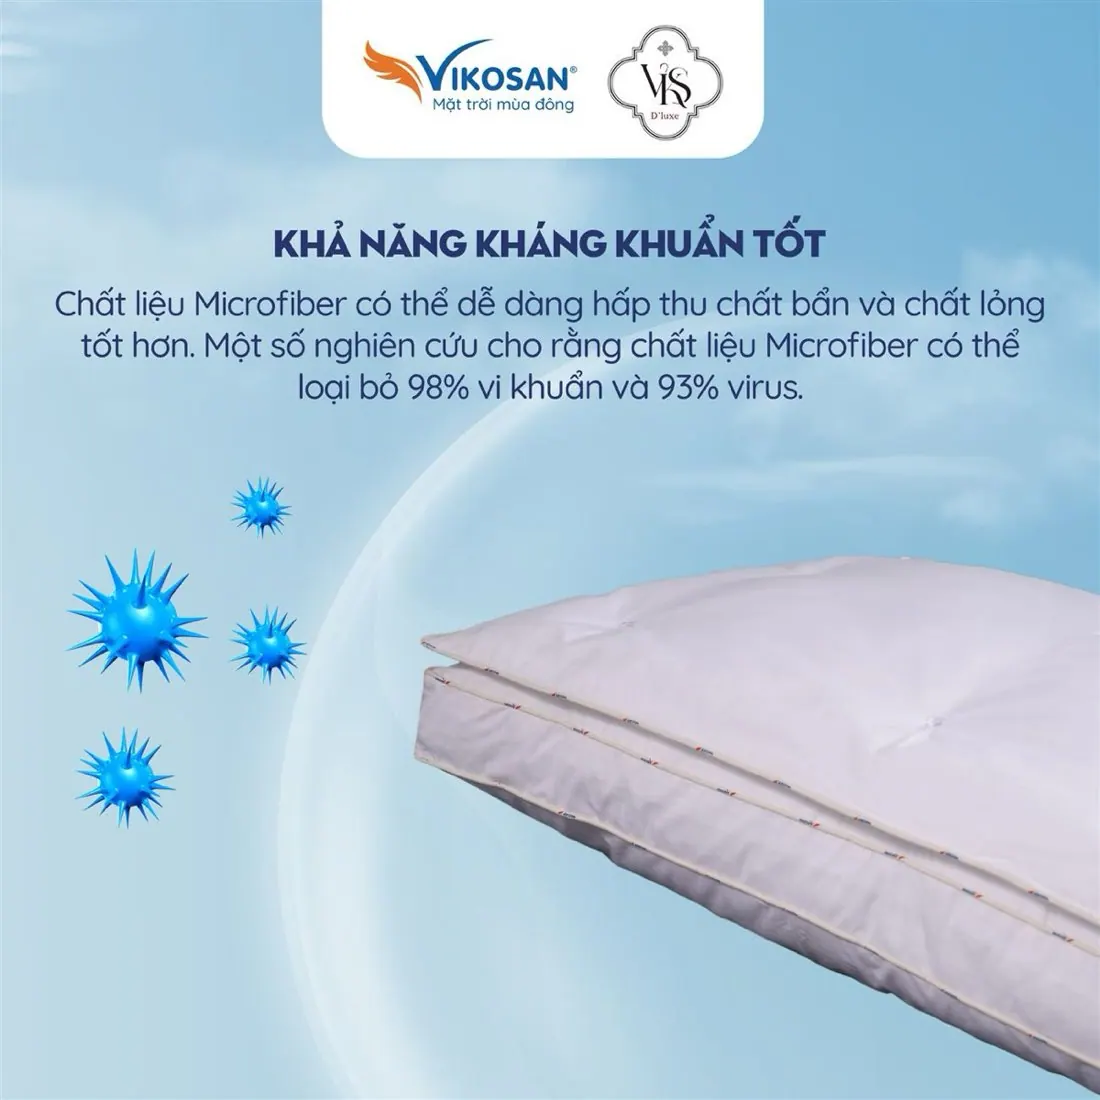 VIKOSAN®
Mặt trời mùa đông
VKS
D'luxe
KHẢ NĂNG KHÁNG KHUẨN TỐT
Chất liệu Microfiber có thể dễ dàng hấp thu chất bẩn và chất lỏng
tốt hơn. Một số nghiên cứu cho rằng chất liệu Microfiber có thể
loại bỏ 98% vi khuẩn và 93% virus.